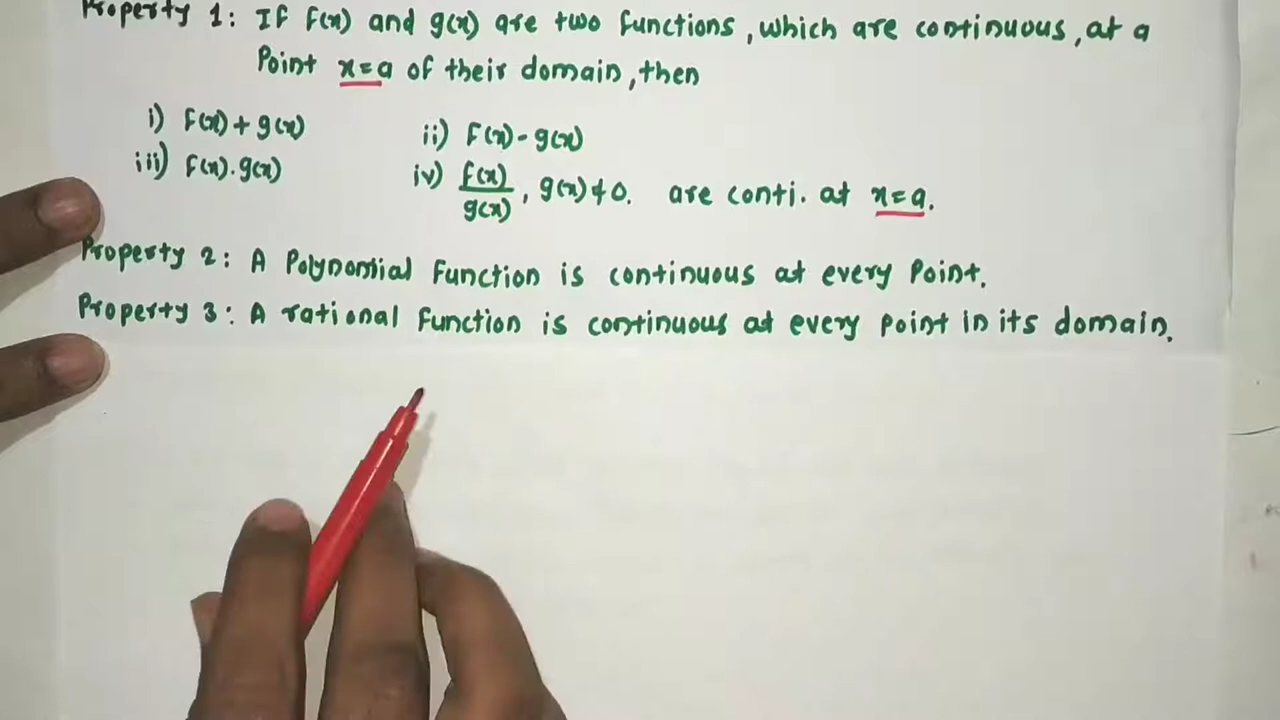 Property 1: If f(x) and g(x) are two functions, which are continuous, at a
Point x=a of their domain, then
i) f(x)+g(x) ii) f(x)-g(x)
iii) f(x).g(x) iv) f(x)/g(x), g(x)≠0. are conti. at x=a.
Property 2: A Polynomial Function is continuous at every Point.
Property 3: A rational Function is continuous at every point in its domain.